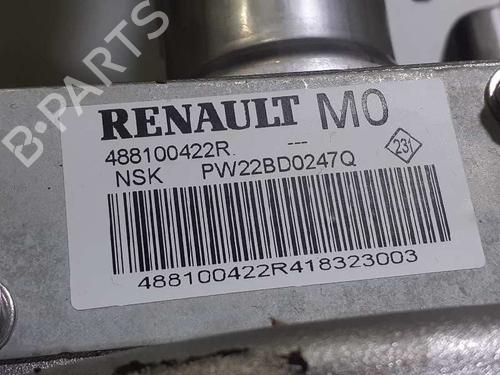 B-PARTS
RENAULT MO
488100422R. ---
NSK PW22BD0247Q 231
488100422R418323003